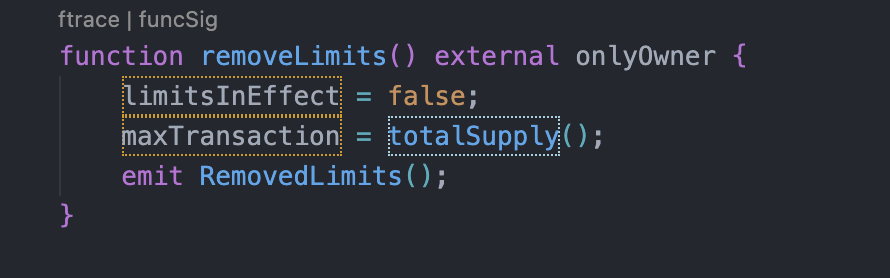 ftrace | funcSig
function removeLimits() external onlyOwner {
limitsInEffect = false;
maxTransaction = totalSupply();
emit RemovedLimits();
}